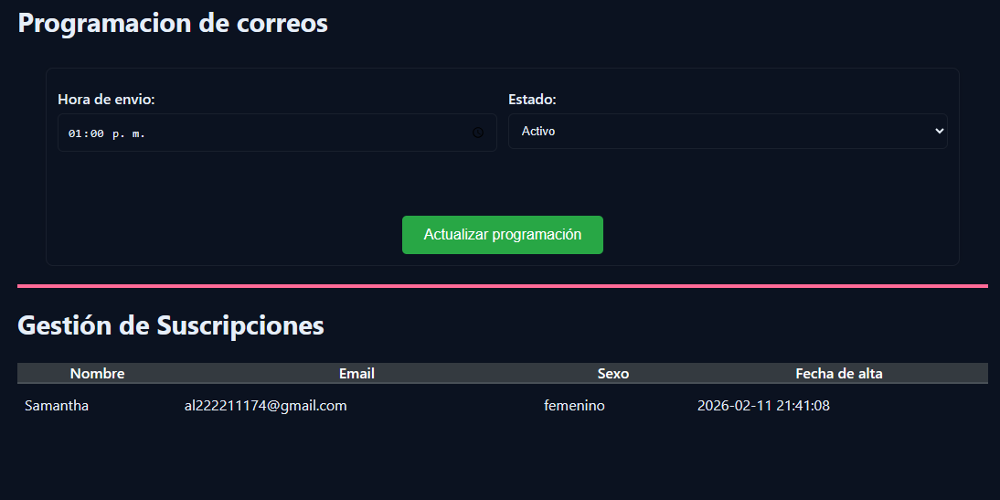 Programacion de correos
Hora de envio: Estado:
01:00 p. m. Activo
Actualizar programación
Gestión de Suscripciones
Nombre Email Sexo Fecha de alta
Samantha al222211174@gmail.com femenino 2026-02-11 21:41:08